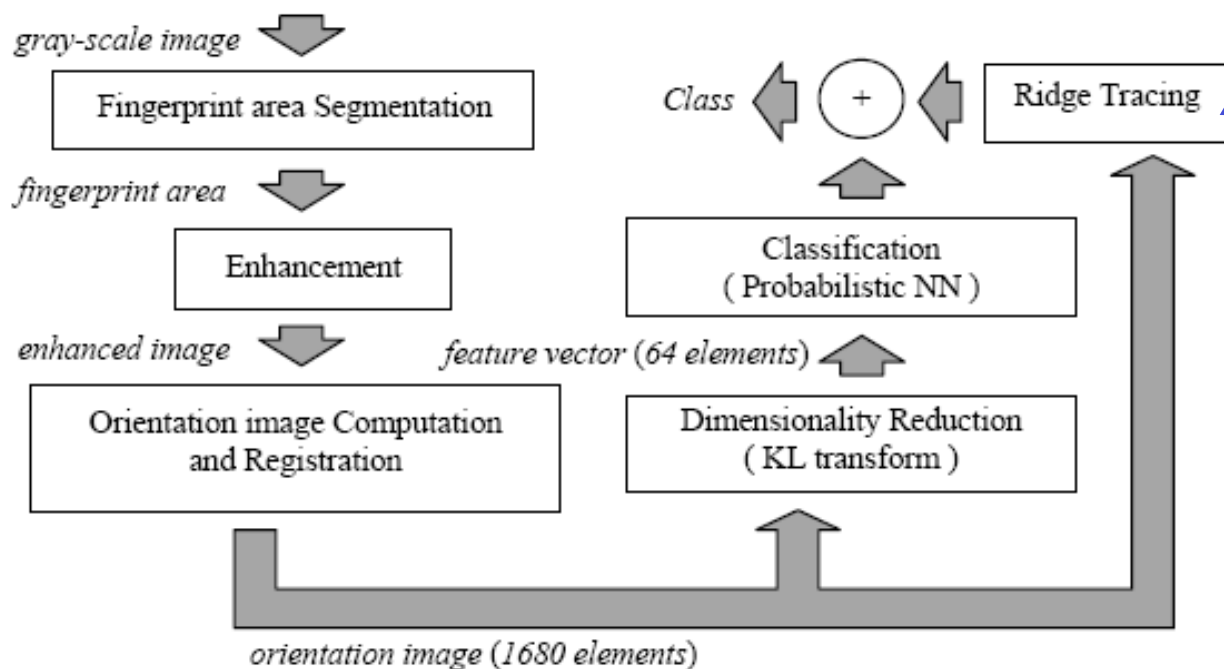 gray-scale image
Fingerprint area Segmentation
fingerprint area
Enhancement
enhanced image
Orientation image Computation
and Registration
orientation image (1680 elements)
Dimensionality Reduction
( KL transform )
feature vector (64 elements)
Classification
( Probabilistic NN )
Ridge Tracing
+
Class